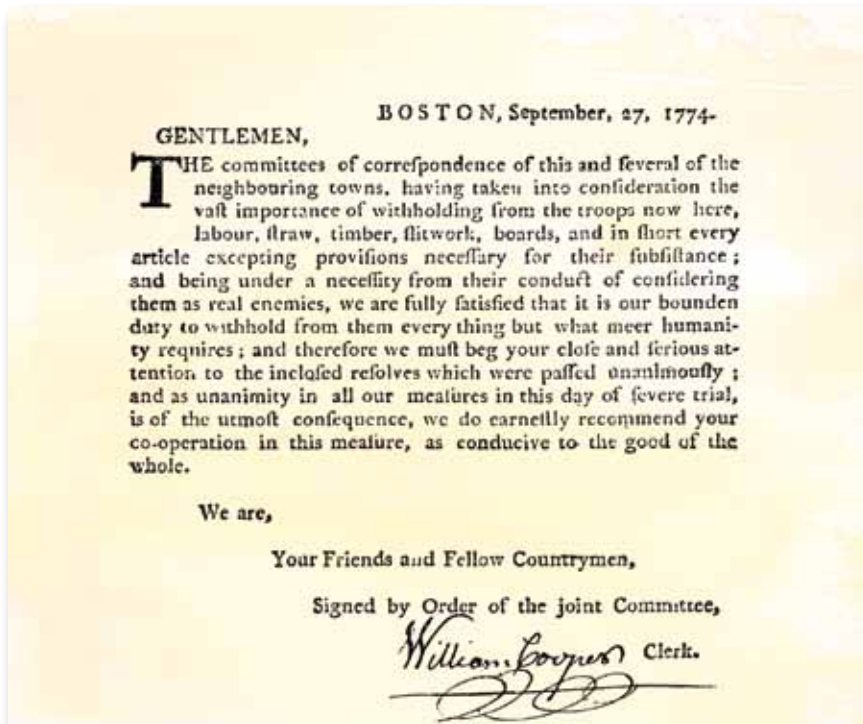 BOSTON, September, 27, 1774.
GENTLEMEN,
THE committees of correſpondence of this and ſeveral of the
neighbouring towns, having taken into conſideration the
vaſt importance of withholding from the troops now here,
labour, ſtraw, timber, ſlitwork, boards, and in ſhort every
article excepting proviſions neceſſary for their ſubſiſtance;
and being under a neceſſity from their conduct of conſidering
them as real enemies, we are fully ſatisfied that it is our bounden
duty to withhold from them every thing but what meer humani-
ty requires; and therefore we muſt beg your cloſe and ſerious at-
tention to the incloſed reſolves which were paſſed unanimouſly;
and as unanimity in all our meaſures in this day of ſevere trial,
is of the utmoſt conſequence, we do earneſtly recommend your
co-operation in this meaſure, as conducive to the good of the
whole.
We are,
Your Friends and Fellow Countrymen,
Signed by Order of the joint Committee,
William Cooper Clerk.